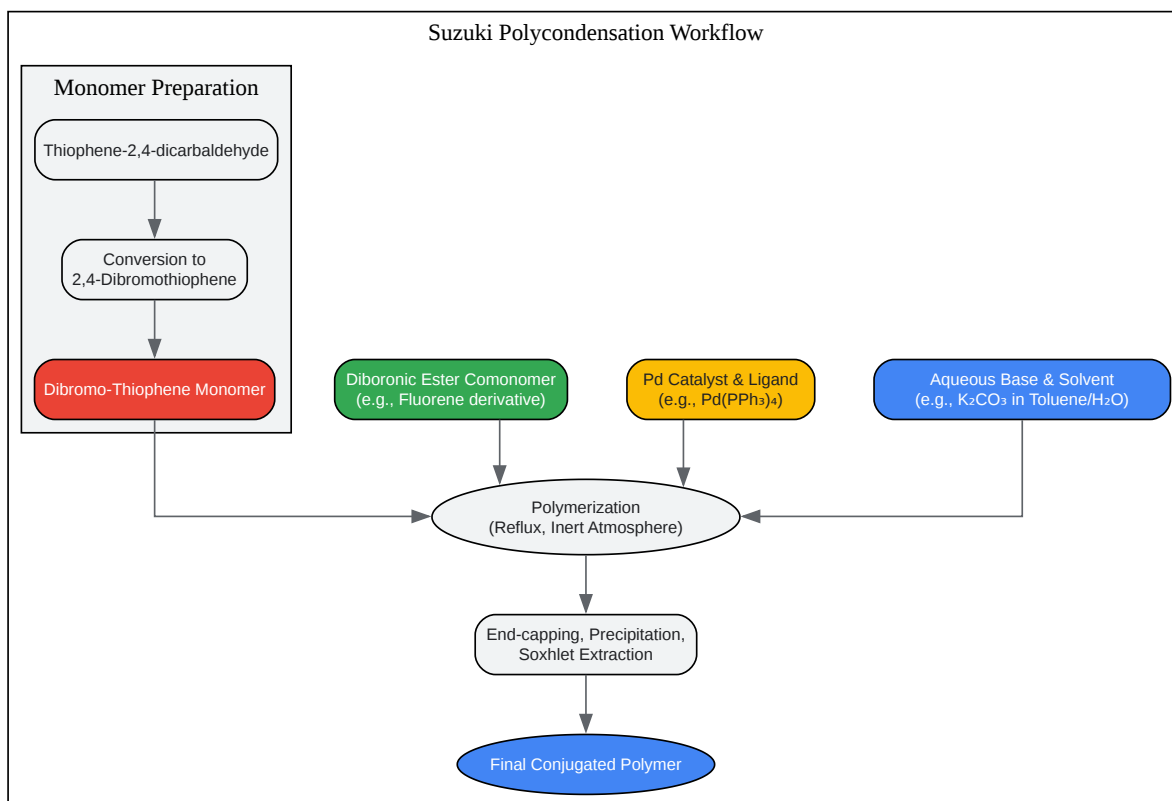 Suzuki Polycondensation Workflow
Monomer Preparation
Thiophene-2,4-dicarbaldehyde
Conversion to
2,4-Dibromothiophene
Dibromo-Thiophene Monomer
Diboronic Ester Comonomer
(e.g., Fluorene derivative)
Pd Catalyst & Ligand
(e.g., Pd(PPh₃)₄)
Aqueous Base & Solvent
(e.g., K₂CO₃ in Toluene/H₂O)
Polymerization
(Reflux, Inert Atmosphere)
End-capping, Precipitation,
Soxhlet Extraction
Final Conjugated Polymer